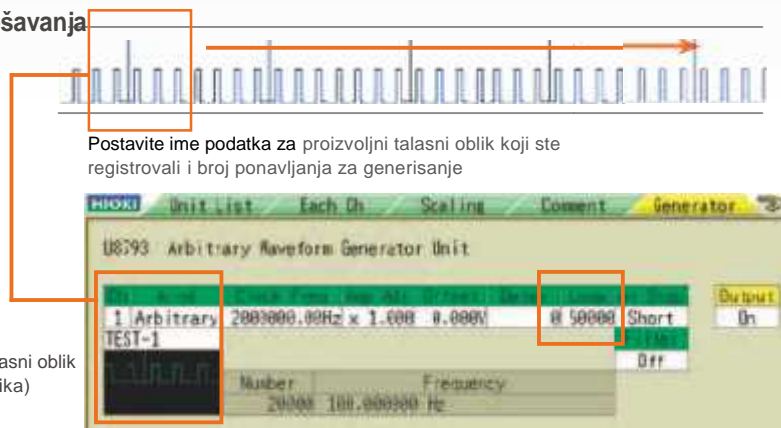 šavanja
Postavite ime podatka za proizvoljni talasni oblik koji ste
registrovali i broj ponavljanja za generisanje
HIOKI Unit List Each Ch Scaling Comment Generator
U8793 Arbitrary Waveform Generator Unit
Output
1 Arbitrary 2000000.00Hz x 1.000 0.000V 0 50000 Short On
TEST-1
Off
asni oblik
ika)
Number Frequency
20000 100.000000 Hz